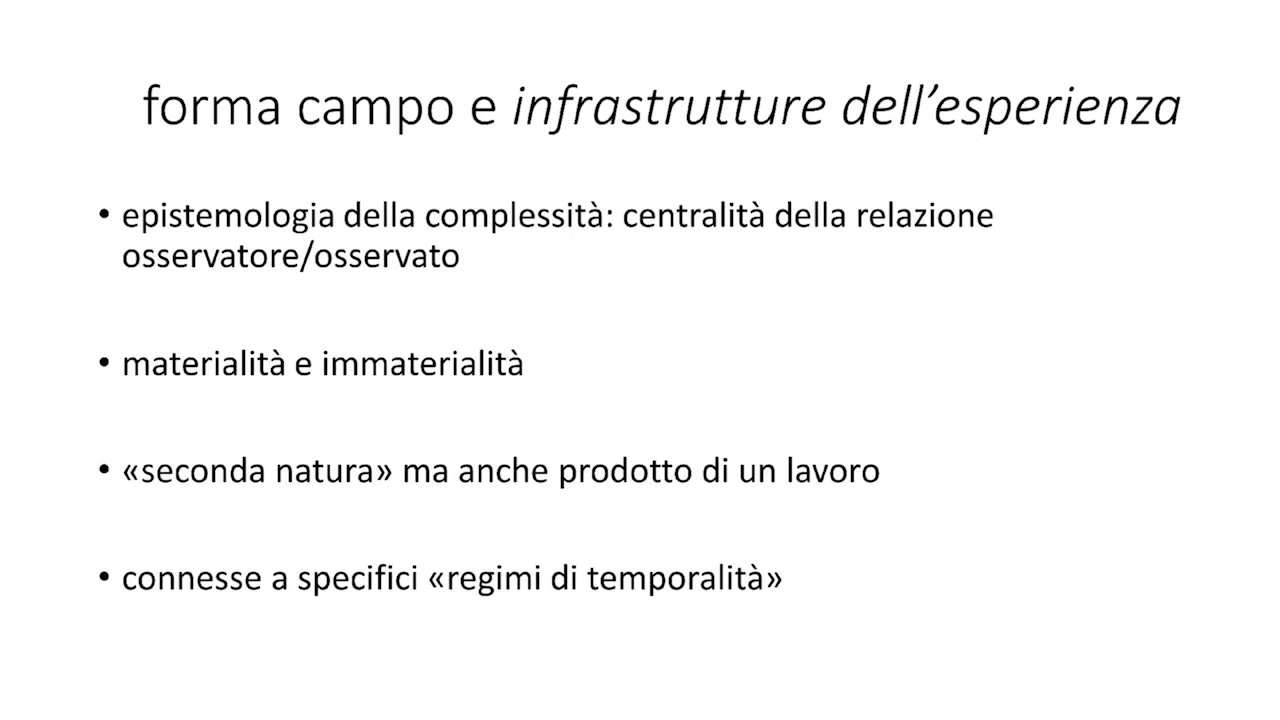 forma campo e infrastrutture dell’esperienza
• epistemologia della complessità: centralità della relazione
osservatore/osservato
• materialità e immaterialità
• «seconda natura» ma anche prodotto di un lavoro
• connesse a specifici «regimi di temporalità»